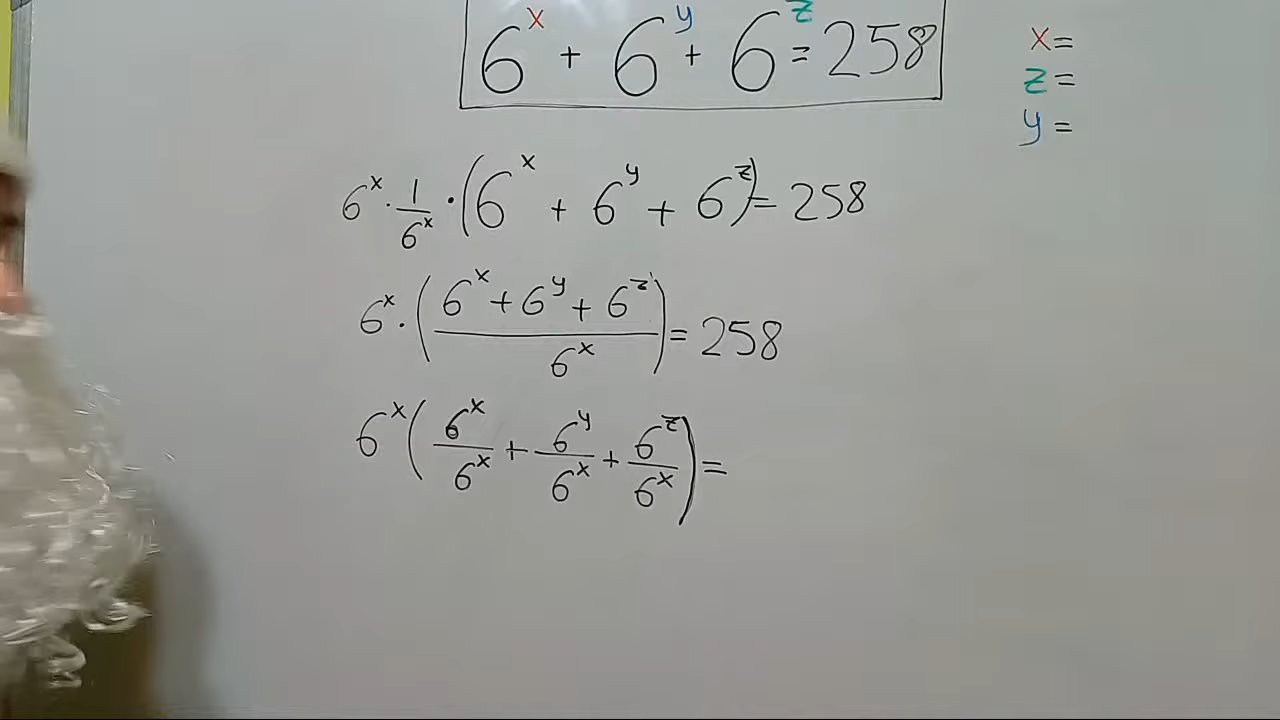 6^x + 6^y + 6^z = 258
x =
z =
y =
6^x · 1/6^x · (6^x + 6^y + 6^z) = 258
6^x · ((6^x + 6^y + 6^z)/6^x) = 258
6^x (6^x/6^x + 6^y/6^x + 6^z/6^x) =